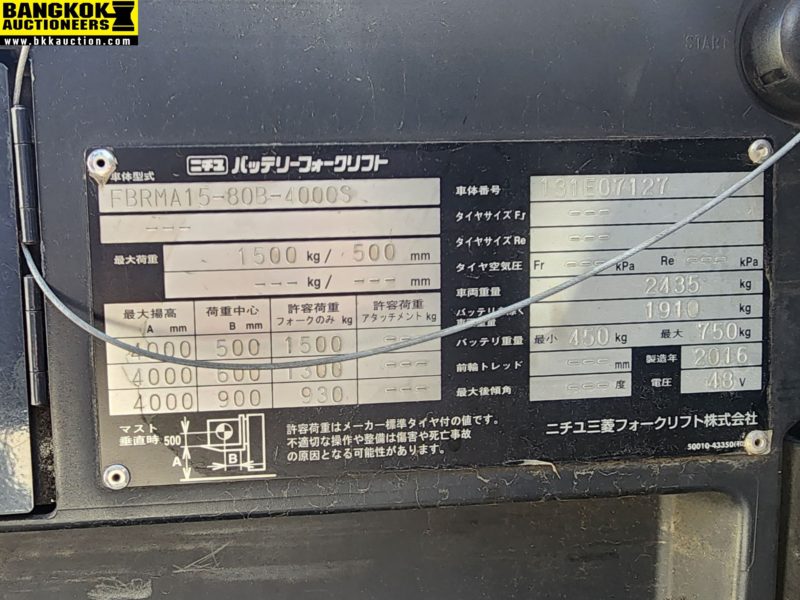 BANGKOK
AUCTIONEERS
www.bkkauction.com
START
ニチユ バッテリーフォークリフト
車体型式
FBRMA15-80B-4000S
---
最大荷重 1500 kg / 500 mm
--- kg / --- mm
最大揚高 A mm 荷重中心 B mm 許容荷重 フォークのみ kg 許容荷重 アタッチメント kg
4000 500 1500 ---
4000 600 1300 ---
4000 900 930 ---
マスト
垂直時 500
A
B
許容荷重はメーカー標準タイヤ付の値です。
不適切な操作や整備は傷害や死亡事故
の原因となる可能性があります。
車体番号 131E07127
タイヤサイズ Fr ---
タイヤサイズ Re ---
タイヤ空気圧 Fr --- kPa Re --- kPa
車両重量 2435 kg
1910 kg
バッテリ重量 最小 450 kg 最大 750 kg
前輪トレッド --- mm 製造年 2016
最大後傾角 --- 度 電圧 48 V
ニチユ三菱フォークリフト株式会社